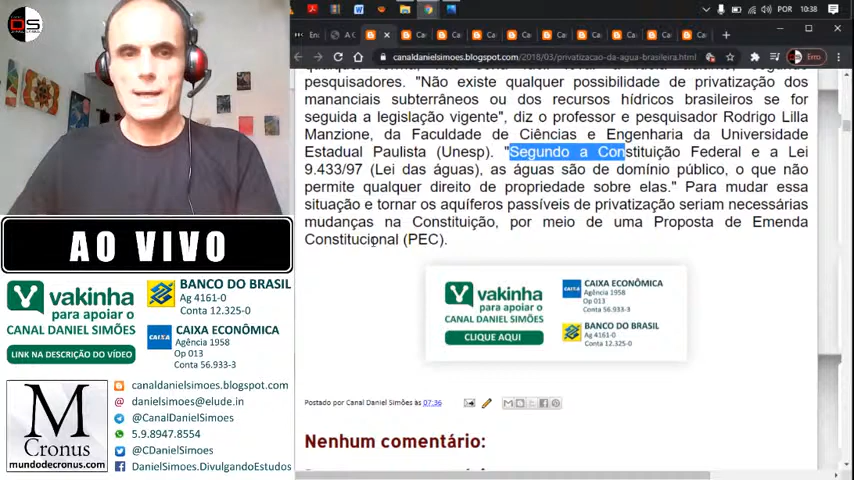 DS
AO VIVO
vakinha
para apoiar o
CANAL DANIEL SIMÕES
LINK NA DESCRIÇÃO DO VÍDEO
BANCO DO BRASIL
Ag 4161-0
Conta 12.325-0
CAIXA
CAIXA ECONÔMICA
Agência 1958
Op 013
Conta 56.933-3
M
Cronus
mundodecronus.com
canaldanielsimoes.blogspot.com
danielsimoes@elude.in
@CanalDanielSimoes
5.9.8947.8554
@CDanielSimoes
DanielSimoes.DivulgandoEstudos
POR 10:38
canaldanielsimoes.blogspot.com/2018/03/privatizacao-da-agua-brasileira.html
pesquisadores. "Não existe qualquer possibilidade de privatização dos
mananciais subterrâneos ou dos recursos hídricos brasileiros se for
seguida a legislação vigente", diz o professor e pesquisador Rodrigo Lilla
Manzione, da Faculdade de Ciências e Engenharia da Universidade
Estadual Paulista (Unesp). "Segundo a Constituição Federal e a Lei
9.433/97 (Lei das águas), as águas são de domínio público, o que não
permite qualquer direito de propriedade sobre elas." Para mudar essa
situação e tornar os aquíferos passíveis de privatização seriam necessárias
mudanças na Constituição, por meio de uma Proposta de Emenda
Constitucional (PEC).
vakinha
para apoiar o
CANAL DANIEL SIMÕES
CLIQUE AQUI
CAIXA
CAIXA ECONÔMICA
Agência 1958
Op 013
Conta 56.933-3
BANCO DO BRASIL
Ag 4161-0
Conta 12.325-0
Postado por Canal Daniel Simões às 07:36
Nenhum comentário: